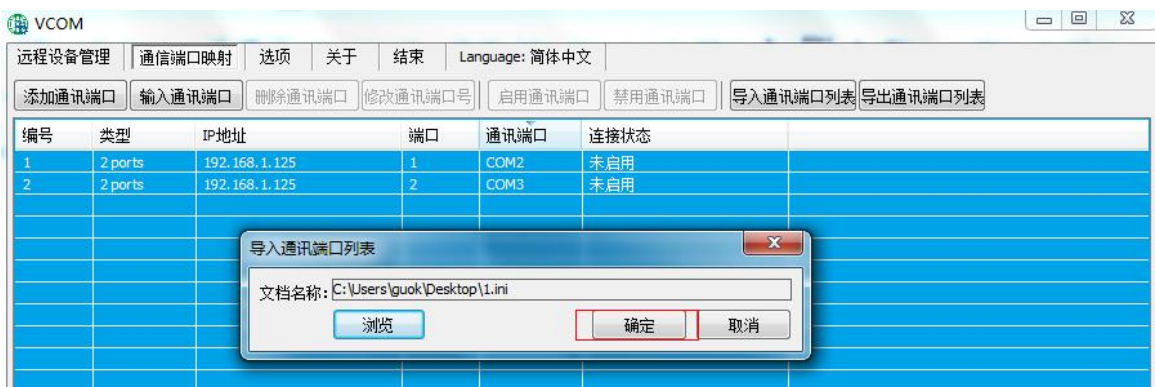 VCOM
远程设备管理 通信端口映射 选项 关于 结束 Language: 简体中文
添加通讯端口 输入通讯端口 删除通讯端口 修改通讯端口号 启用通讯端口 禁用通讯端口 导入通讯端口列表 导出通讯端口列表
编号 类型 IP地址 端口 通讯端口 连接状态
1 2 ports 192.168.1.125 1 COM2 未启用
2 2 ports 192.168.1.125 2 COM3 未启用
导入通讯端口列表
文档名称: C:\Users\guok\Desktop\1.ini
浏览 确定 取消